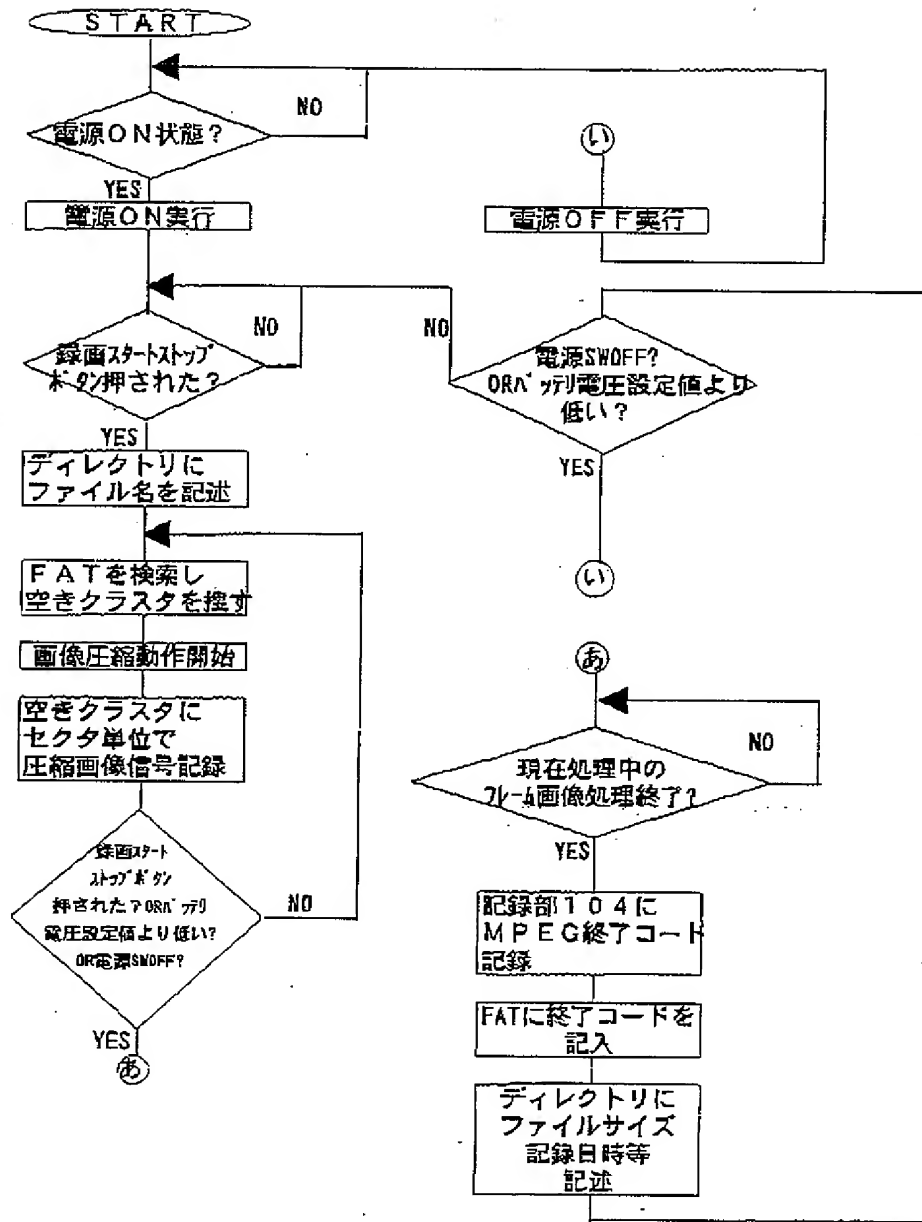 START
NO
電源ON状態?
YES
電源ON実行
NO
録画スタートストップ
ボタン押された?
YES
ディレクトリに
ファイル名を記述
FATを検索し
空きクラスタを捜す
画像圧縮動作開始
空きクラスタに
セクタ単位で
圧縮画像信号記録
録画スタート
ストップボタン
押された?ORバッテリ
電圧設定値より低い?
OR電源SWOFF?
NO
YES
あ
い
電源OFF実行
NO
電源SWOFF?
ORバッテリ電圧設定値より
低い?
YES
い
あ
NO
現在処理中の
フレーム画像処理終了?
YES
記録部104に
MPEG終了コード
記録
FATに終了コードを
記入
ディレクトリに
ファイルサイズ
記録日時等
記述